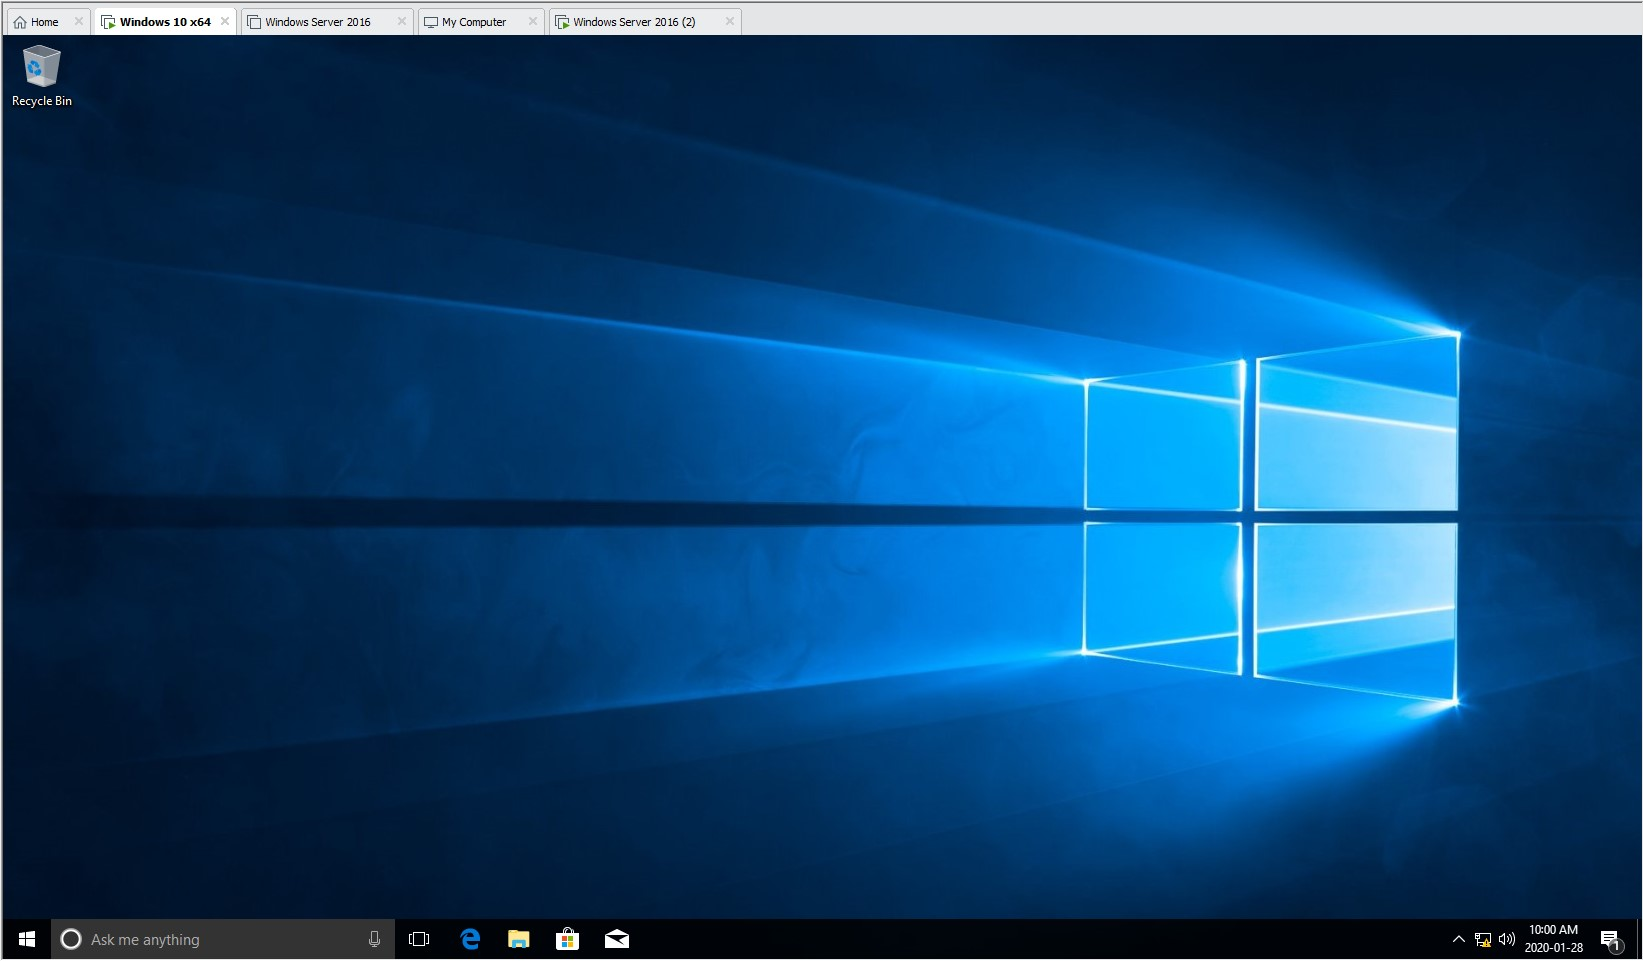 Home
Windows 10 x64
Windows Server 2016
My Computer
Windows Server 2016 (2)
Recycle Bin
Ask me anything
10:00 AM
2020-01-28
1